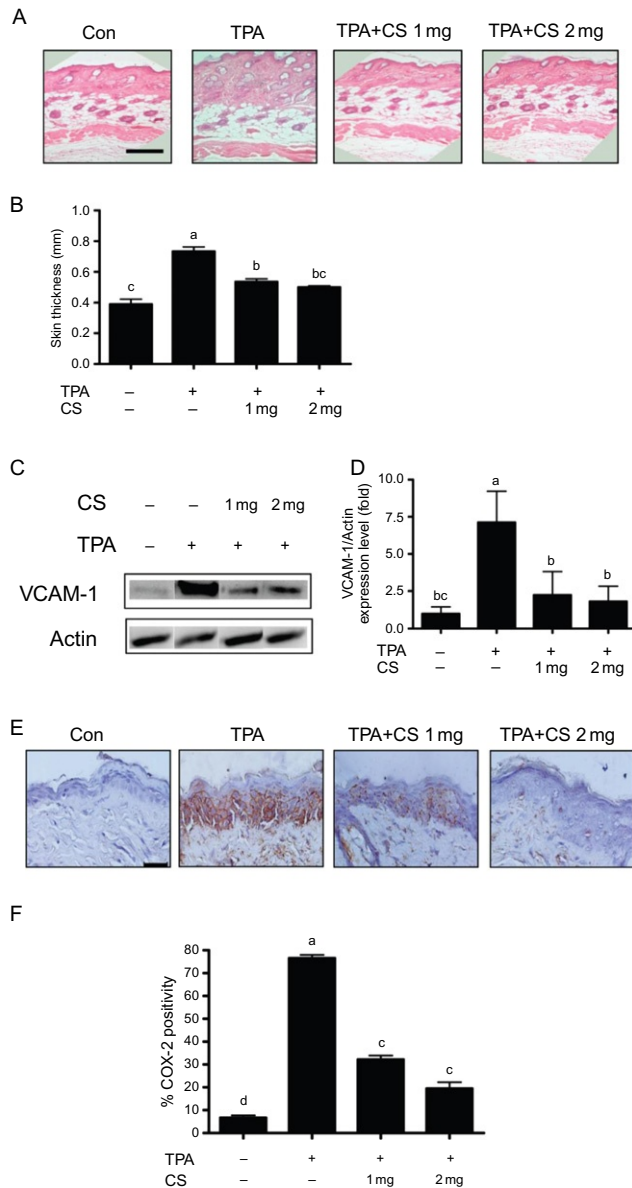 A
Con TPA TPA+CS 1 mg TPA+CS 2 mg
B
Skin thickness (mm)
1.0
0.8
0.6
0.4
0.2
0.0
c a b bc
TPA – + + +
CS – – 1 mg 2 mg
C
CS – – 1 mg 2 mg
TPA – + + +
VCAM-1
Actin
D
VCAM-1/Actin
expression level (fold)
10.0
7.5
5.0
2.5
0.0
bc a b b
TPA – + + +
CS – – 1 mg 2 mg
E
Con TPA TPA+CS 1 mg TPA+CS 2 mg
F
% COX-2 positivity
80
70
60
50
40
30
20
10
0
d a c c
TPA – + + +
CS – – 1 mg 2 mg